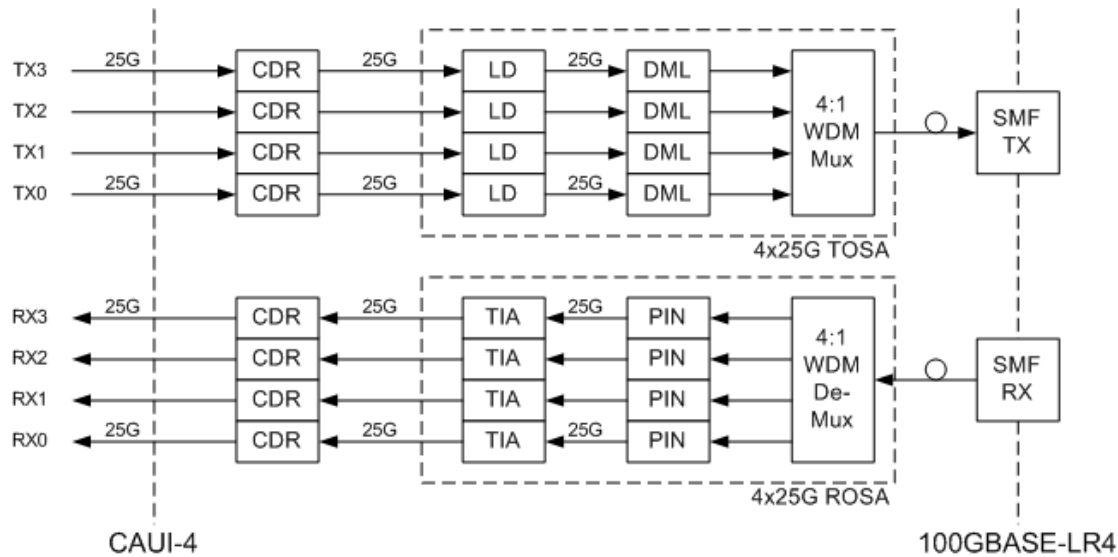 TX3 25G CDR 25G LD 25G DML
TX2 CDR LD DML
TX1 CDR LD DML
TX0 25G CDR 25G LD 25G DML
4:1
WDM
Mux
SMF
TX
4x25G TOSA
RX3 25G CDR 25G TIA 25G PIN
RX2 CDR TIA PIN
RX1 CDR TIA PIN
RX0 25G CDR 25G TIA 25G PIN
4:1
WDM
De-
Mux
SMF
RX
4x25G ROSA
CAUI-4 100GBASE-LR4